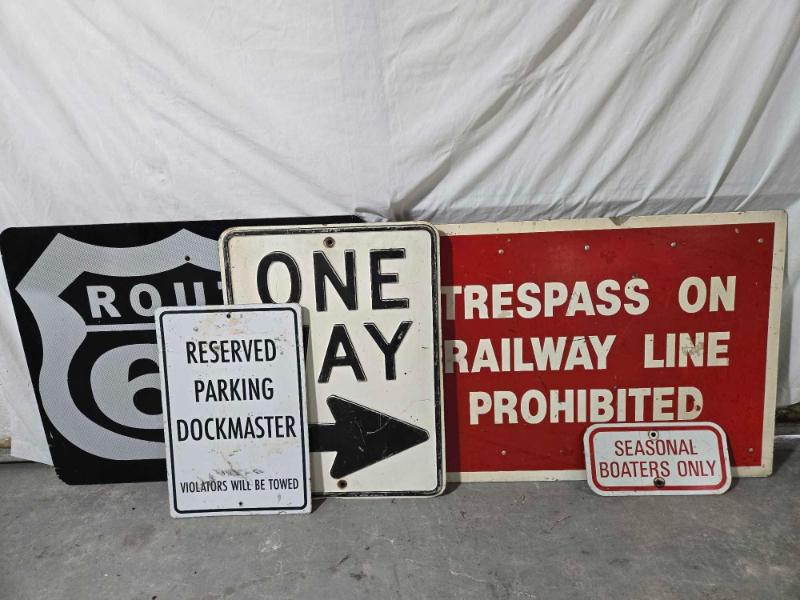 ROU
6
RESERVED
PARKING
DOCKMASTER
VIOLATORS WILL BE TOWED
ONE
AY
TRESPASS ON
RAILWAY LINE
PROHIBITED
SEASONAL
BOATERS ONLY